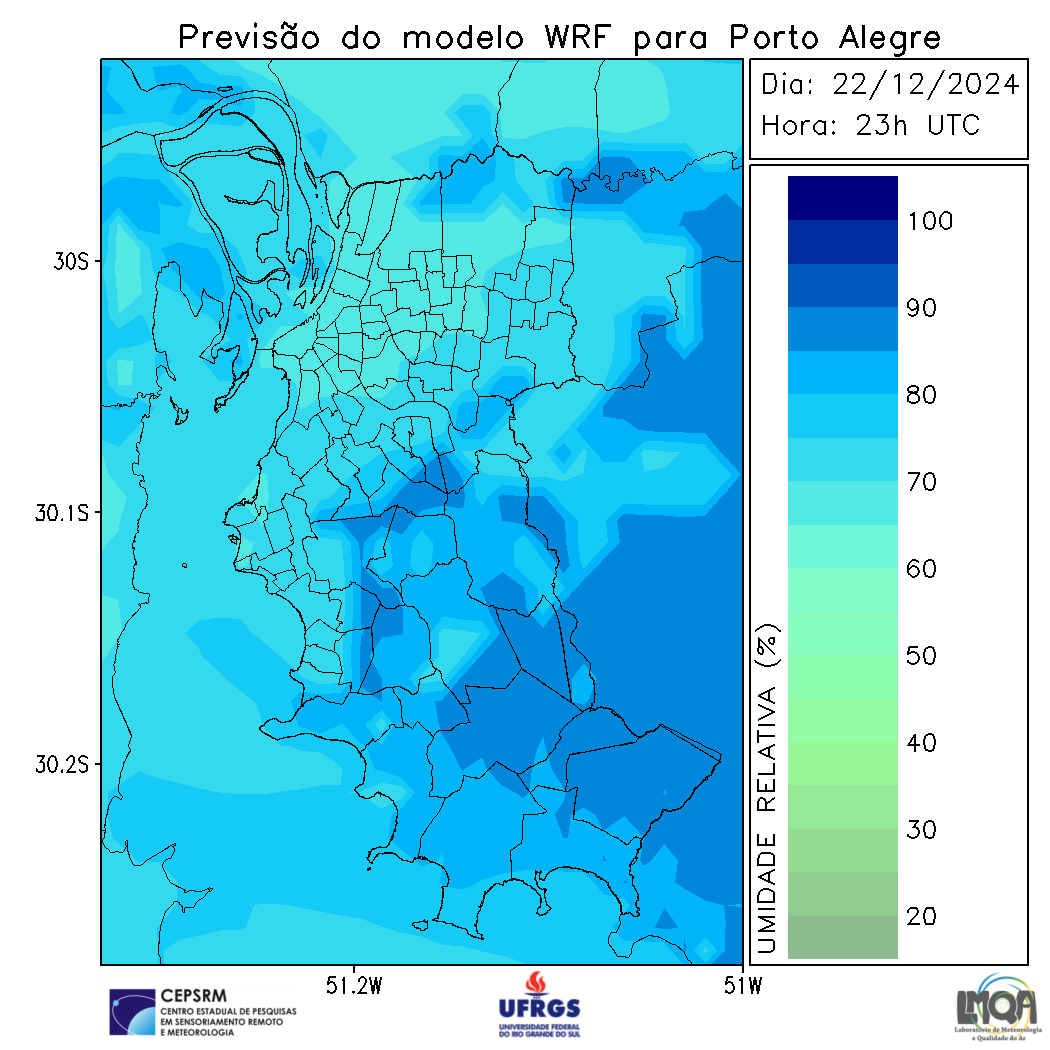 Previsão do modelo WRF para Porto Alegre
Dia: 22/12/2024
Hora: 23h UTC
30S
30.1S
30.2S
51.2W
51W
100
90
80
70
60
50
40
30
20
UMIDADE RELATIVA (%)
CEPSRM
CENTRO ESTADUAL DE PESQUISAS
EM SENSORIAMENTO REMOTO
E METEOROLOGIA
UFRGS
UNIVERSIDADE FEDERAL
DO RIO GRANDE DO SUL
LMQA
Laboratório de Meteorologia
e Qualidade do Ar